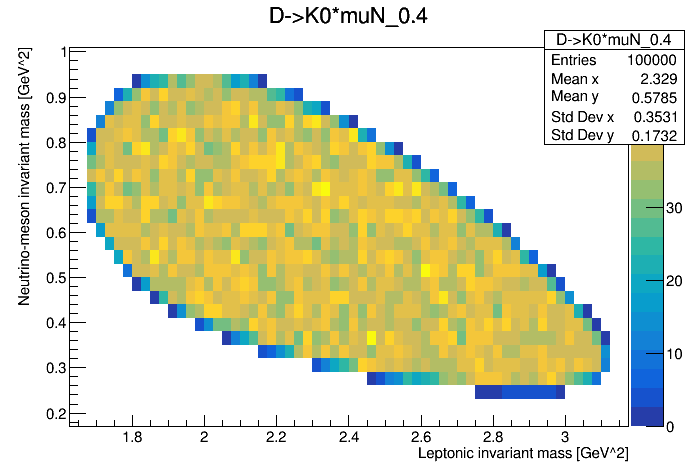 D->K0*muN_0.4
D->K0*muN_0.4
Entries 100000
Mean x 2.329
Mean y 0.5785
Std Dev x 0.3531
Std Dev y 0.1732
Neutrino-meson invariant mass [GeV^2]
1
0.9
0.8
0.7
0.6
0.5
0.4
0.3
0.2
30
20
10
0
1.8 2 2.2 2.4 2.6 2.8 3
Leptonic invariant mass [GeV^2]